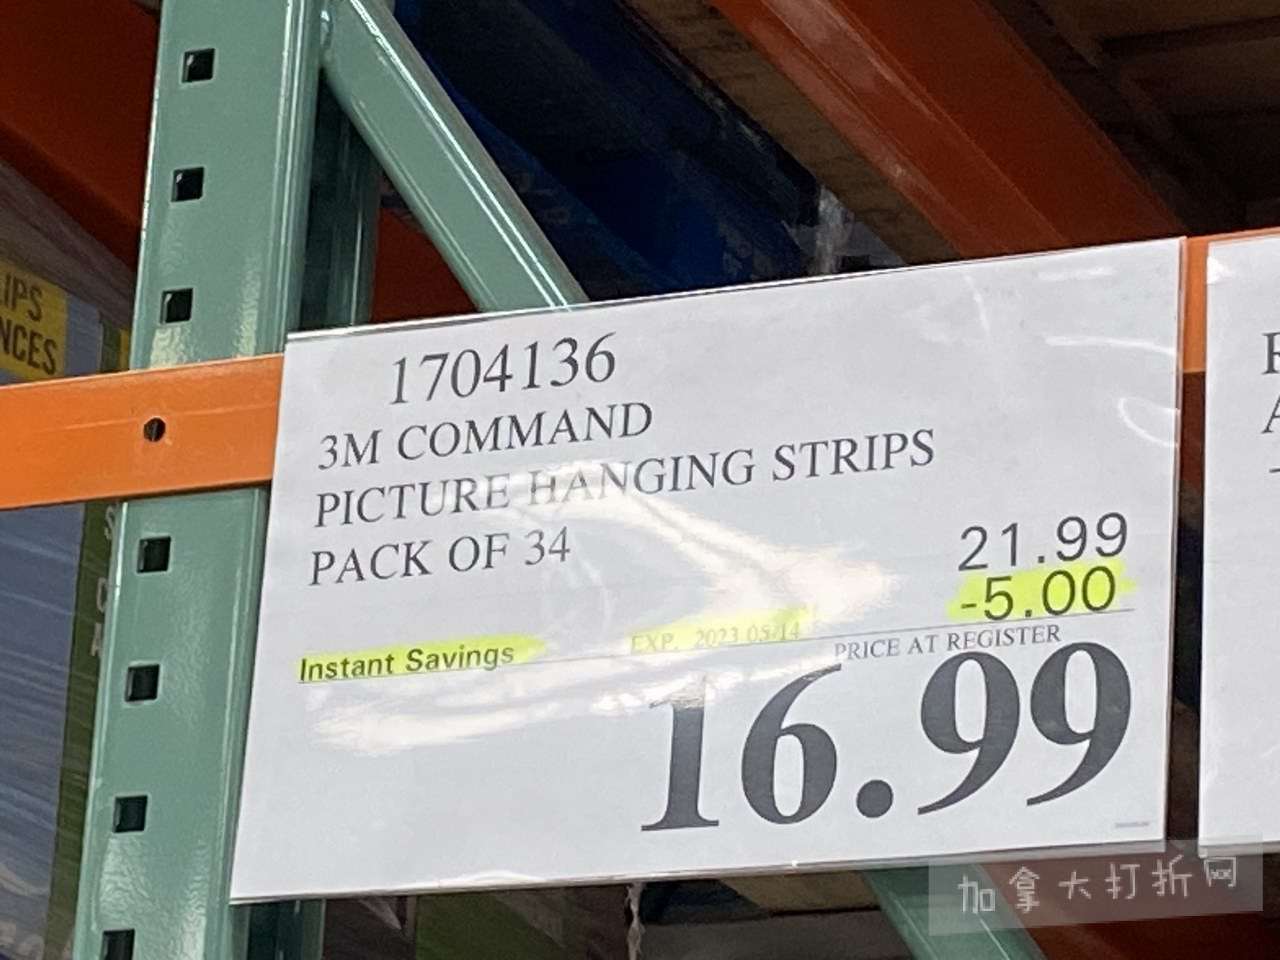 1704136
3M COMMAND
PICTURE HANGING STRIPS
PACK OF 34
21.99
-5.00
Instant Savings
EXP. 2023 05/14
PRICE AT REGISTER
16.99
加拿大打折网
NCES